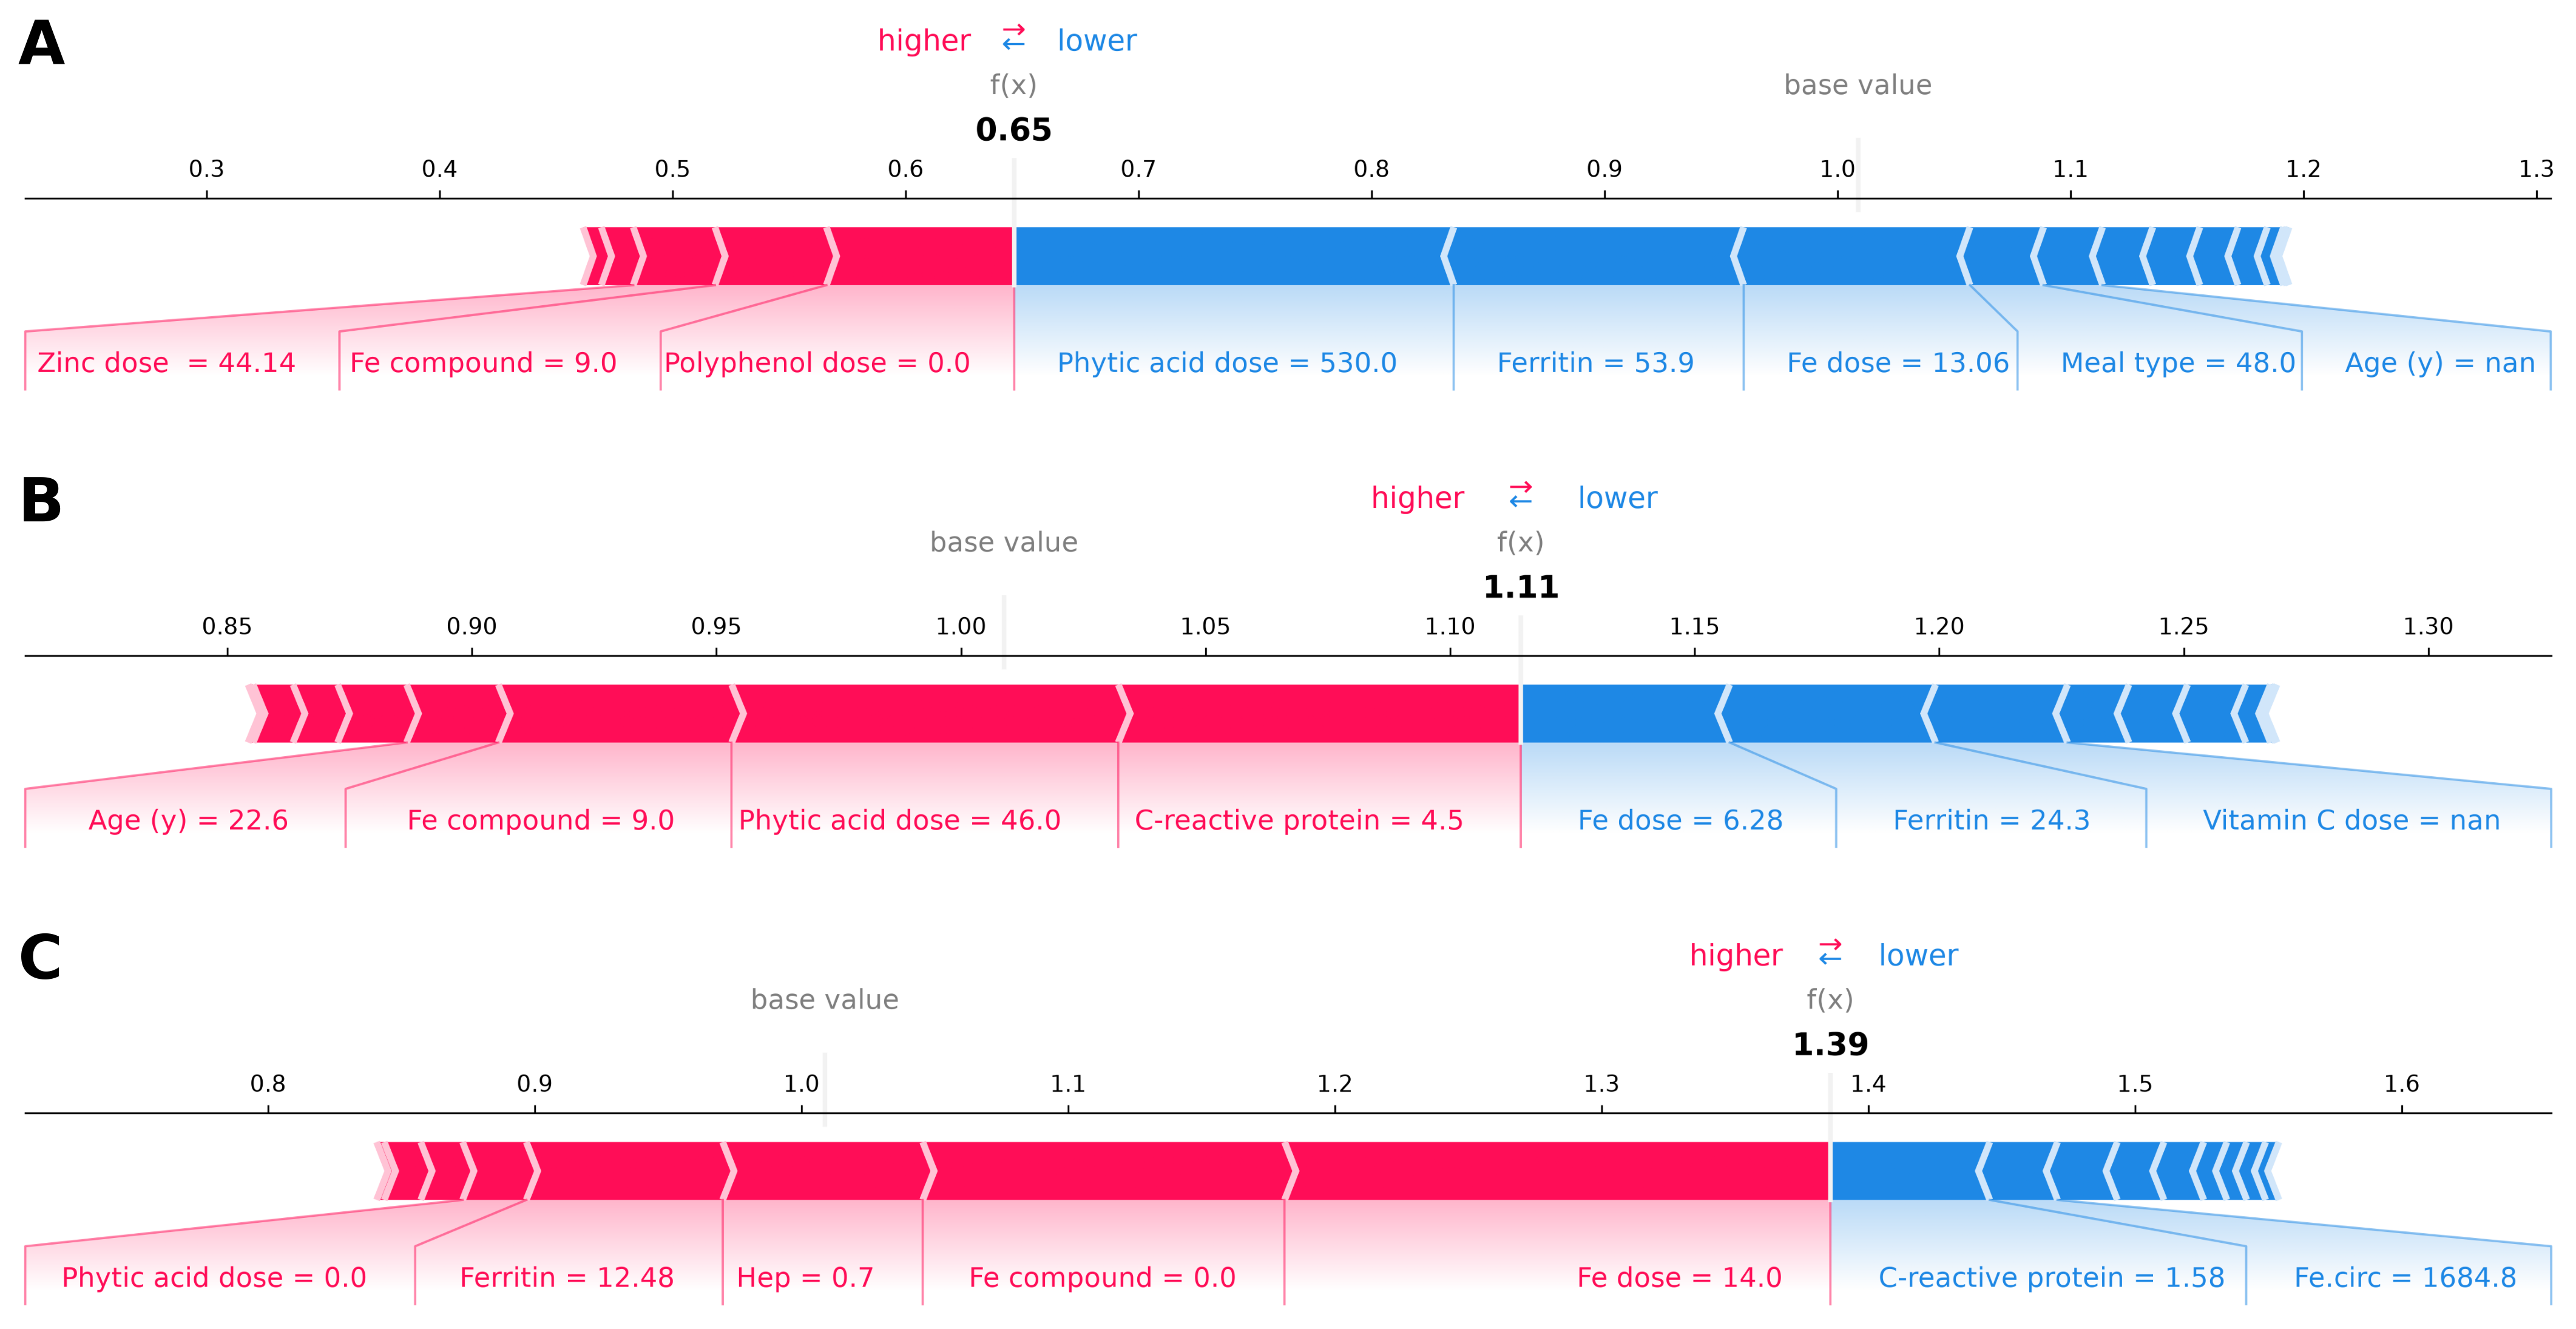 A
higher → ← lower
f(x) base value
0.65
0.3 0.4 0.5 0.6 0.7 0.8 0.9 1.0 1.1 1.2 1.3
Zinc dose  = 44.14 Fe compound = 9.0 Polyphenol dose = 0.0 Phytic acid dose = 530.0 Ferritin = 53.9 Fe dose = 13.06 Meal type = 48.0 Age (y) = nan
B
higher → ← lower
base value f(x)
1.11
0.85 0.90 0.95 1.00 1.05 1.10 1.15 1.20 1.25 1.30
Age (y) = 22.6 Fe compound = 9.0 Phytic acid dose = 46.0 C-reactive protein = 4.5 Fe dose = 6.28 Ferritin = 24.3 Vitamin C dose = nan
C
higher → ← lower
base value f(x)
1.39
0.8 0.9 1.0 1.1 1.2 1.3 1.4 1.5 1.6
Phytic acid dose = 0.0 Ferritin = 12.48 Hep = 0.7 Fe compound = 0.0 Fe dose = 14.0 C-reactive protein = 1.58 Fe.circ = 1684.8